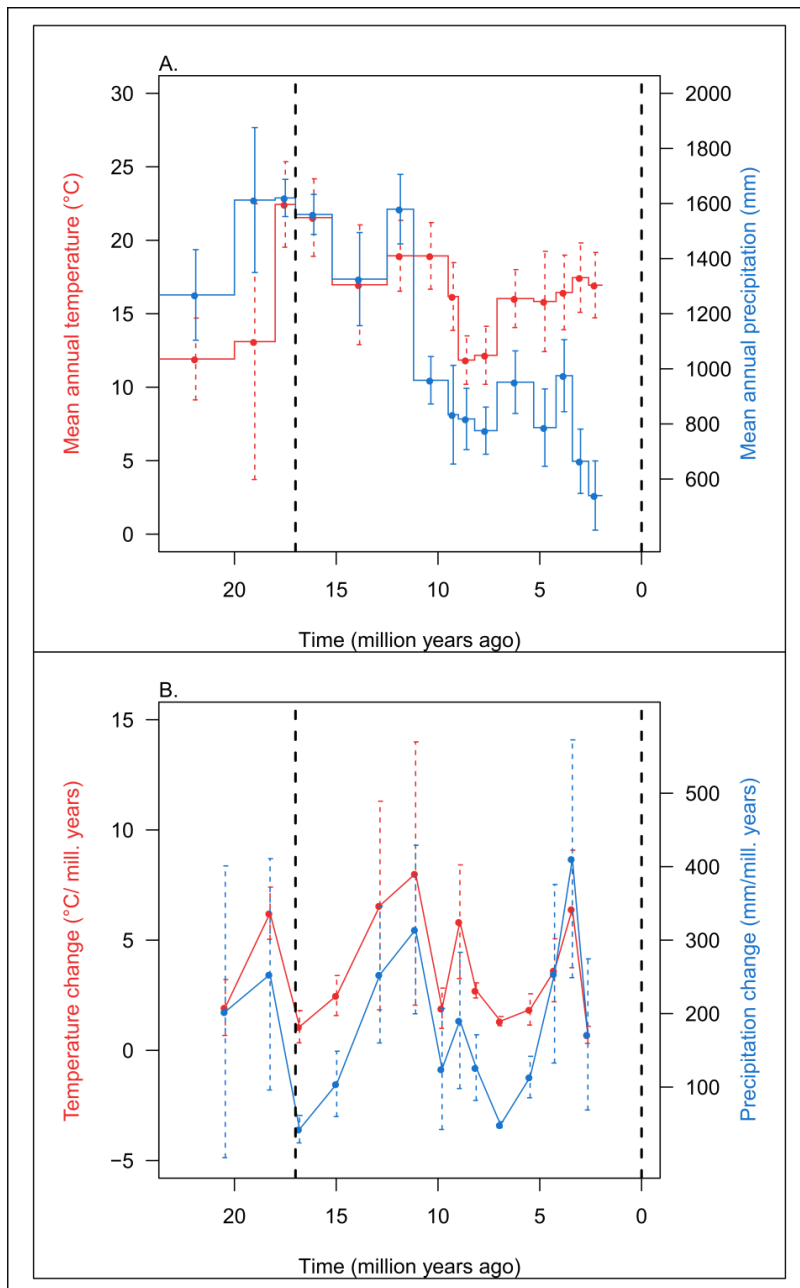 A.
30
25
20
15
10
5
0
Mean annual temperature (°C)
2000
1800
1600
1400
1200
1000
800
600
Mean annual precipitation (mm)
20 15 10 5 0
Time (million years ago)
B.
15
10
5
0
−5
Temperature change (°C/ mill. years)
500
400
300
200
100
Precipitation change (mm/mill. years)
20 15 10 5 0
Time (million years ago)